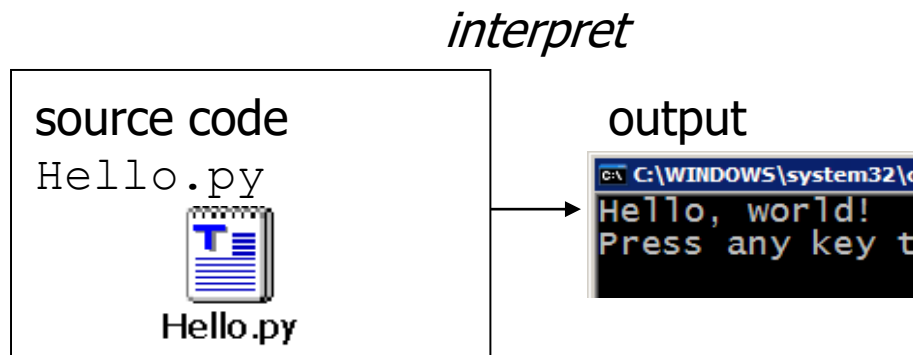 interpret
source code
Hello.py
Hello.py
output
C:\WINDOWS\system32\c
Hello, world!
Press any key t